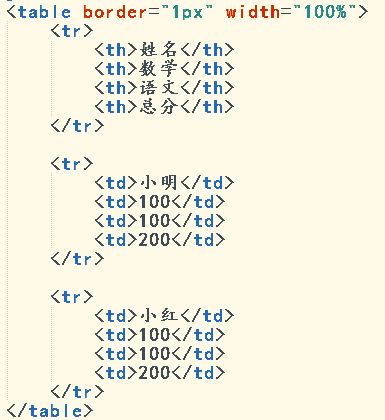 <table border="1px" width="100%">
<tr>
<th>姓名</th>
<th>数学</th>
<th>语文</th>
<th>总分</th>
</tr>
<tr>
<td>小明</td>
<td>100</td>
<td>100</td>
<td>200</td>
</tr>
<tr>
<td>小红</td>
<td>100</td>
<td>100</td>
<td>200</td>
</tr>
</table>